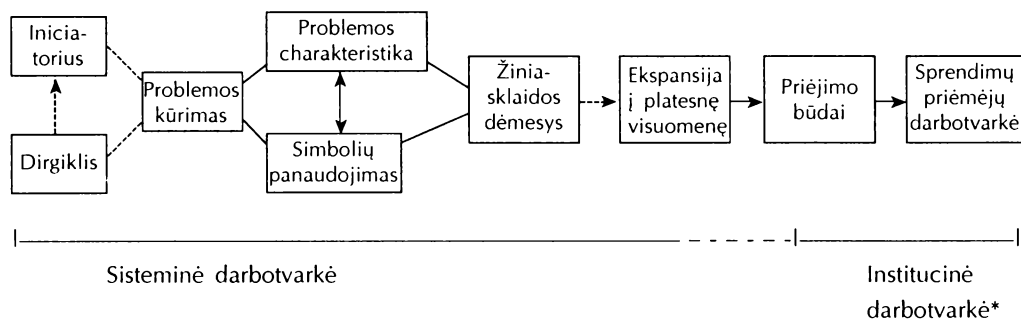 Inicia-
torius
Dirgiklis
Problemos
kūrimas
Problemos
charakteristika
Simbolių
panaudojimas
Žinia-
sklaidos
dėmesys
Ekspansija
į platesnę
visuomenę
Priėjimo
būdai
Sprendimų
priėmėjų
darbotvarkė
Sisteminė darbotvarkė
Institucinė
darbotvarkė*